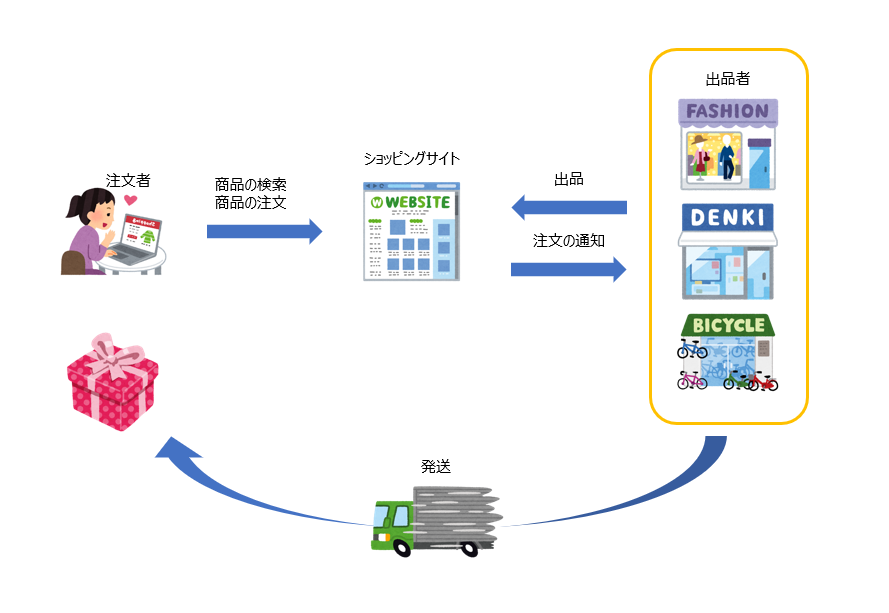 出品者
FASHION
ショッピングサイト
注文者
商品の検索
商品の注文
出品
WEBSITE
DENKI
注文の通知
BICYCLE
発送